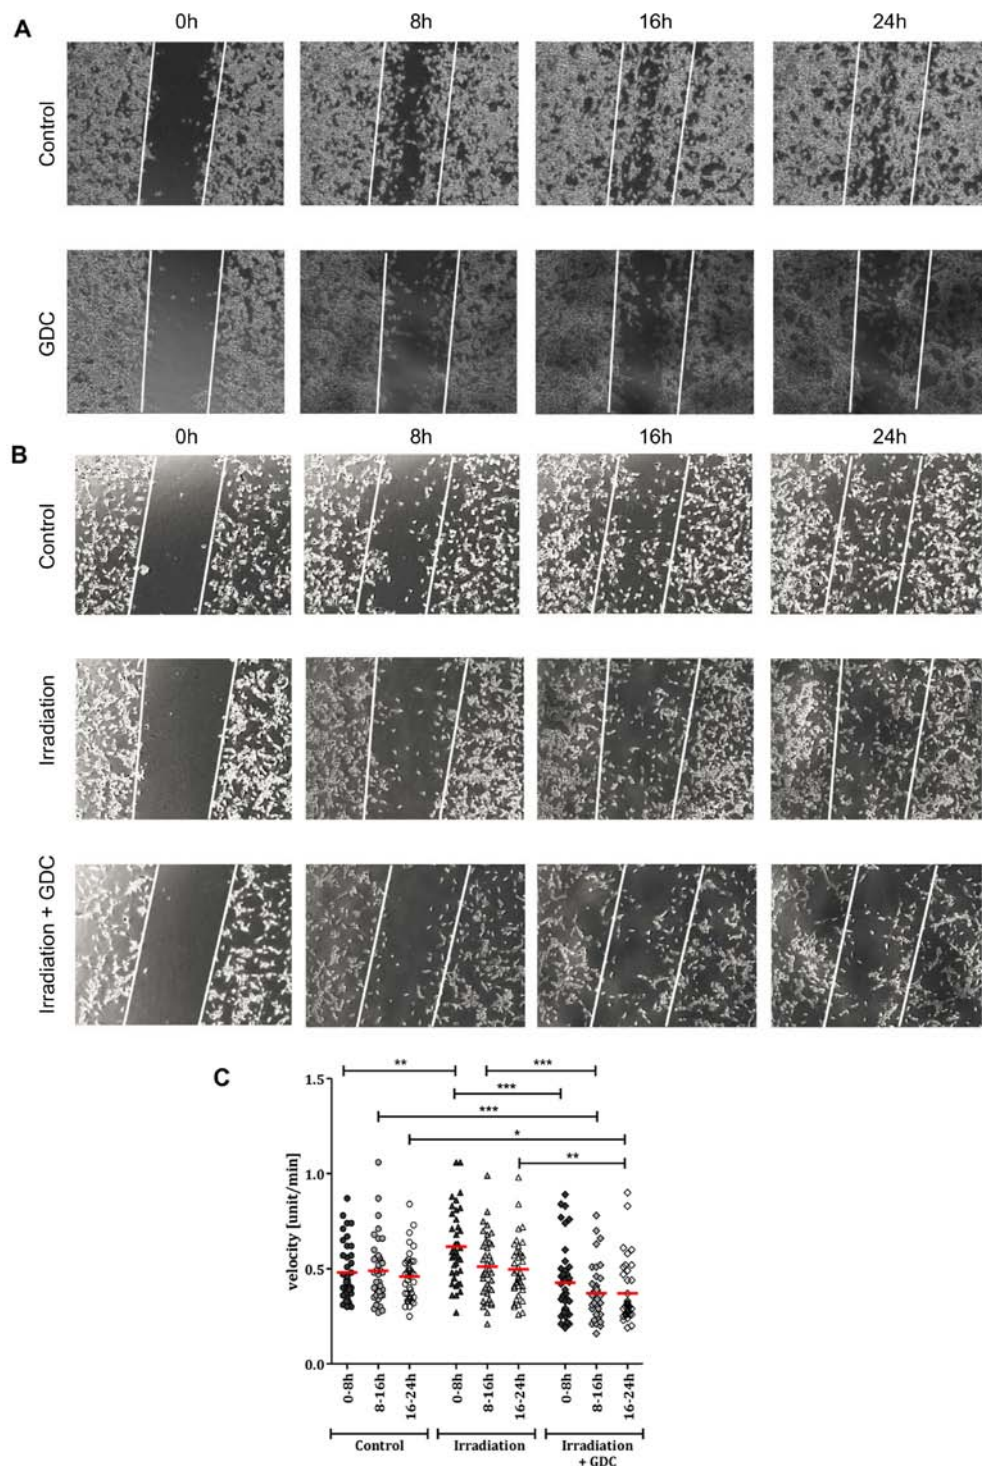 A
0h 8h 16h 24h
Control
GDC
0h 8h 16h 24h
B
Control
Irradiation
Irradiation + GDC
C
** ***
***
***
*
**
velocity [unit/min]
1.5
1.0
0.5
0.0
0-8h 8-16h 16-24h 0-8h 8-16h 16-24h 0-8h 8-16h 16-24h
Control Irradiation Irradiation
+ GDC